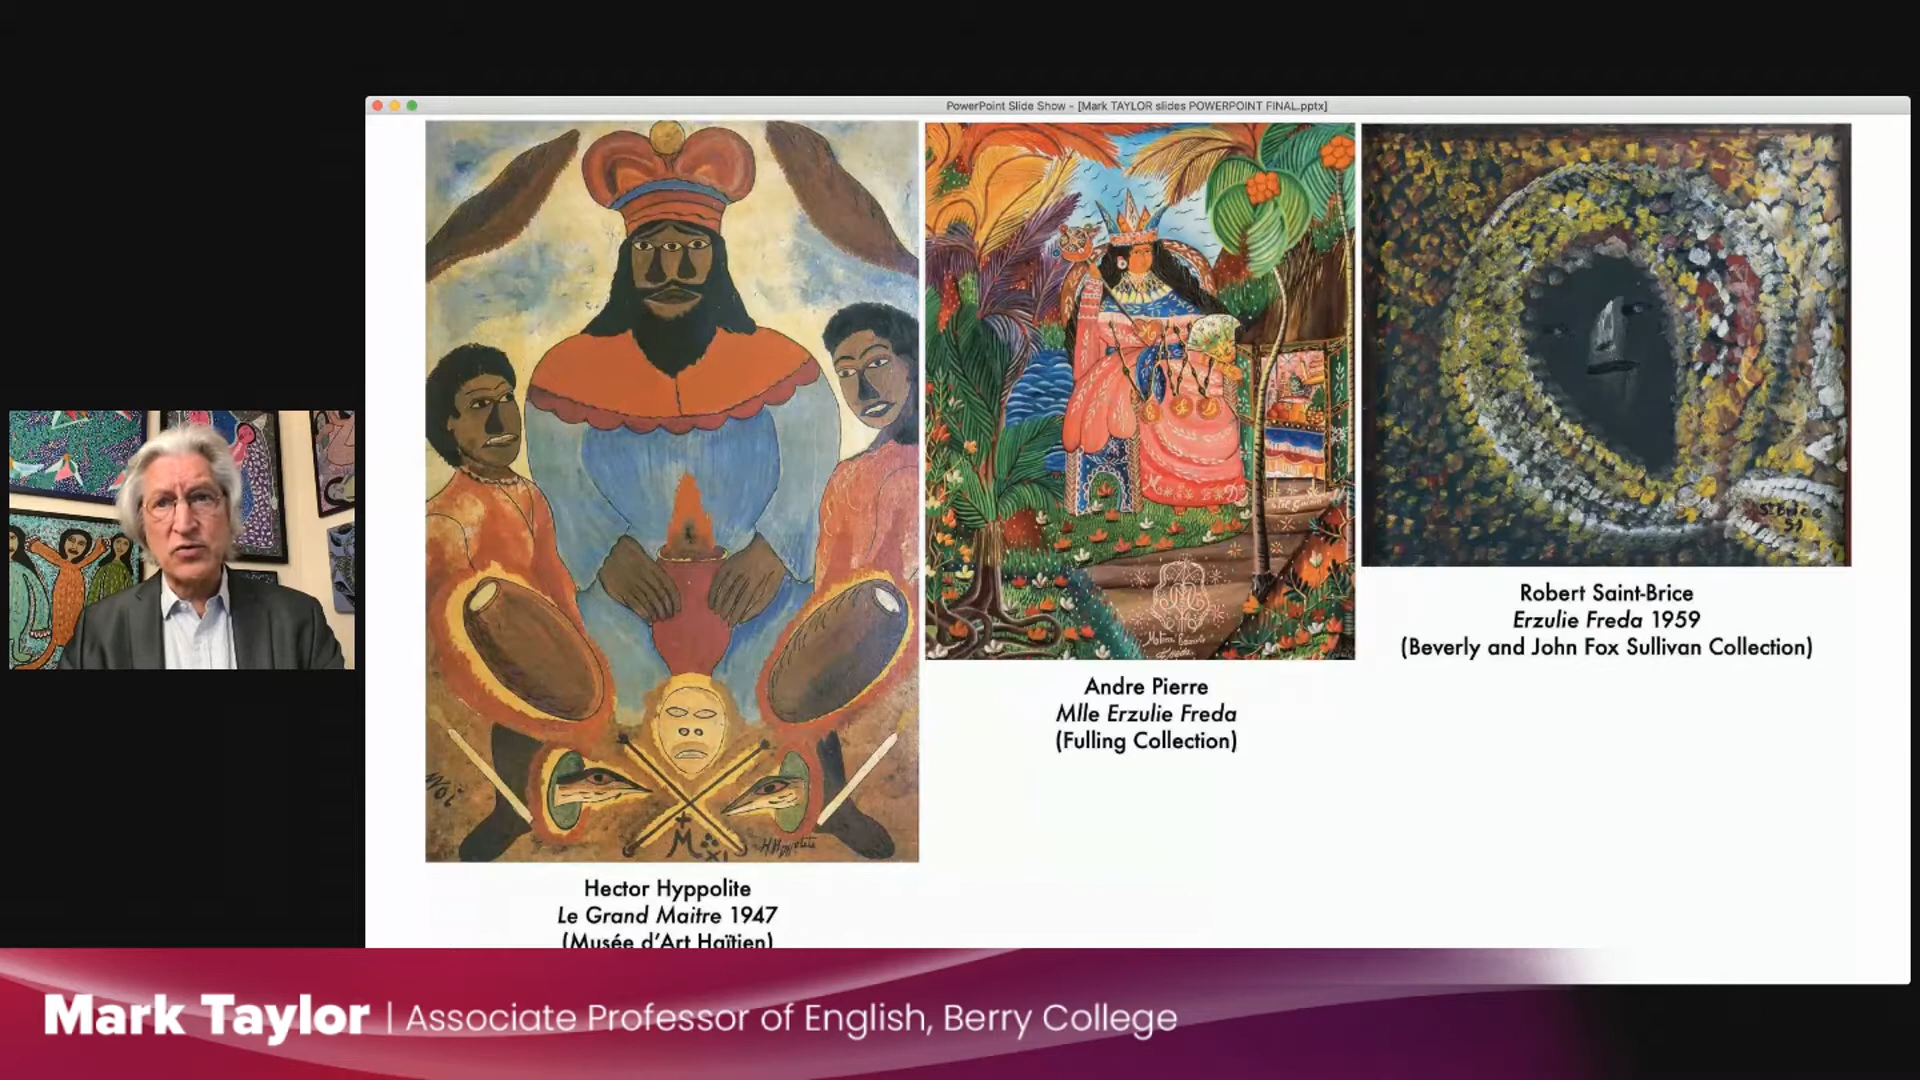 PowerPoint Slide Show - [Mark TAYLOR slides POWERPOINT FINAL.pptx]
St Brice
Robert Saint-Brice
Erzulie Freda 1959
(Beverly and John Fox Sullivan Collection)
Andre Pierre
Mlle Erzulie Freda
(Fulling Collection)
Hector Hyppolite
Le Grand Maitre 1947
(Musée d'Art Haïtien)
Mark Taylor | Associate Professor of English, Berry College